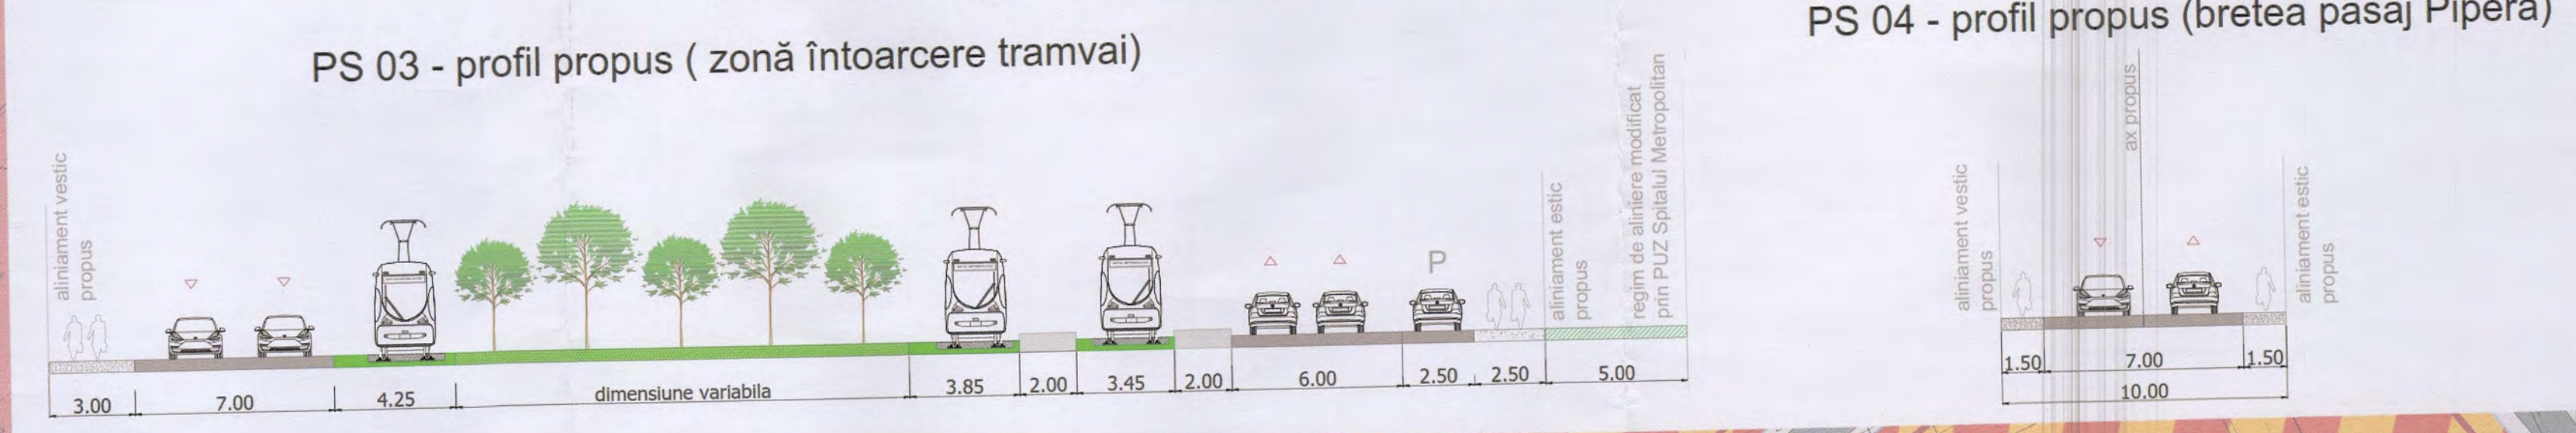 PS 03 - profil propus ( zonă întoarcere tramvai)
aliniament vestic
propus
P
aliniament estic
propus
regim de aliniere modificat
prin PUZ Spitalul Metropolitan
3.00 7.00 4.25 dimensiune variabila 3.85 2.00 3.45 2.00 6.00 2.50 2.50 5.00
PS 04 - profil propus (bretea pasaj Pipera)
aliniament vestic
propus
ax propus
aliniament estic
propus
1.50 7.00 1.50
10.00